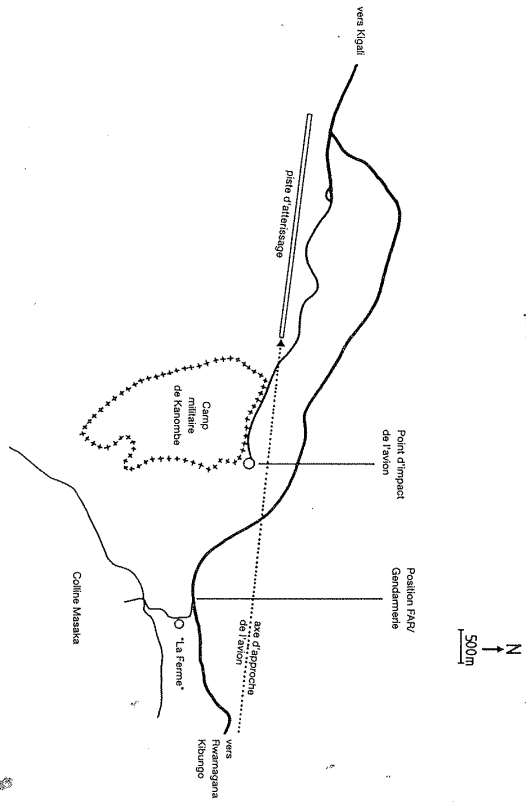 vers Kigali
piste d'atterissage
Camp
militaire
de Kanombe
Point d'impact
de l'avion
Position FAR/
Gendarmerie
axe d'approche
de l'avion
"La Ferme"
Colline Masaka
vers
Rwamagana
Kibungo
N
500m